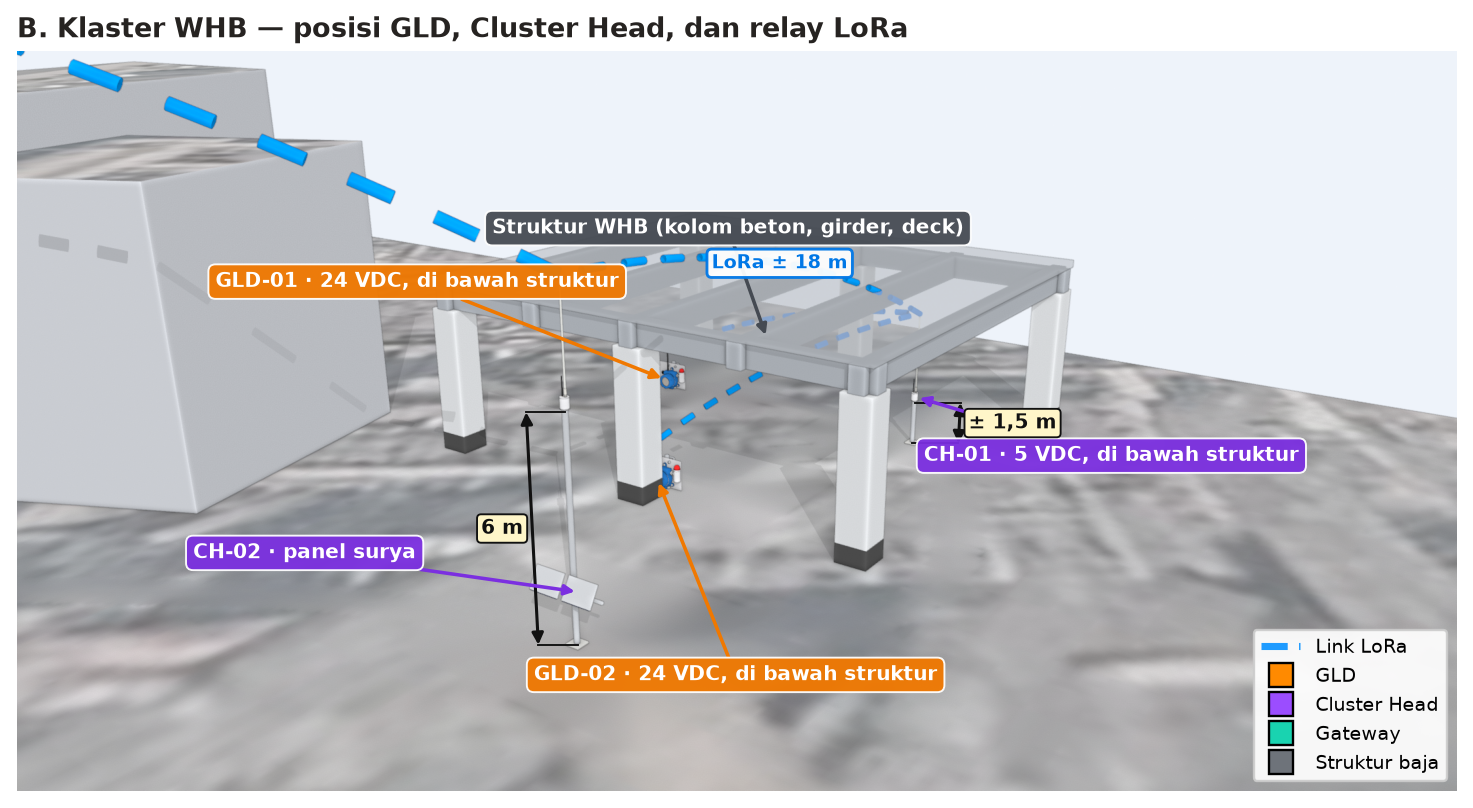 B. Klaster WHB — posisi GLD, Cluster Head, dan relay LoRa
Struktur WHB (kolom beton, girder, deck)
LoRa ± 18 m
GLD-01 · 24 VDC, di bawah struktur
± 1,5 m
CH-01 · 5 VDC, di bawah struktur
6 m
CH-02 · panel surya
GLD-02 · 24 VDC, di bawah struktur
Link LoRa
GLD
Cluster Head
Gateway
Struktur baja